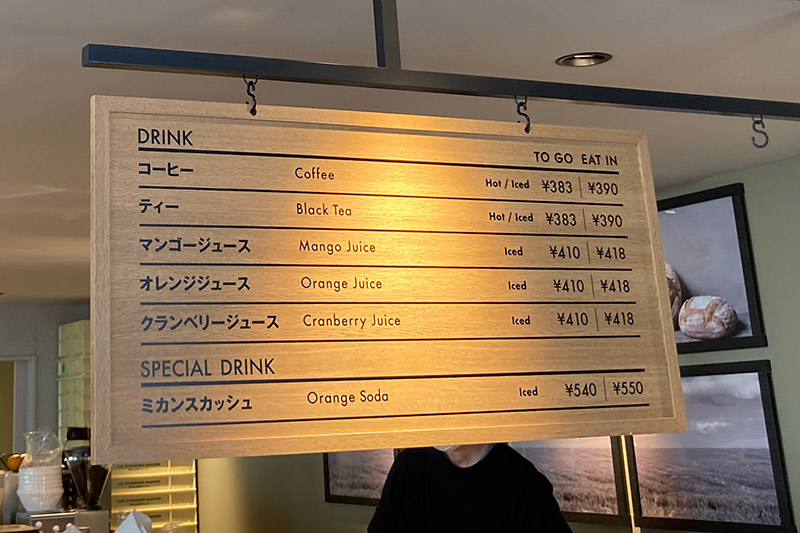 DRINK TO GO EAT IN
コーヒー Coffee Hot / Iced ¥383 ¥390
ティー Black Tea Hot / Iced ¥383 ¥390
マンゴージュース Mango Juice Iced ¥410 ¥418
オレンジジュース Orange Juice Iced ¥410 ¥418
クランベリージュース Cranberry Juice Iced ¥410 ¥418
SPECIAL DRINK
ミカンスカッシュ Orange Soda Iced ¥540 ¥550